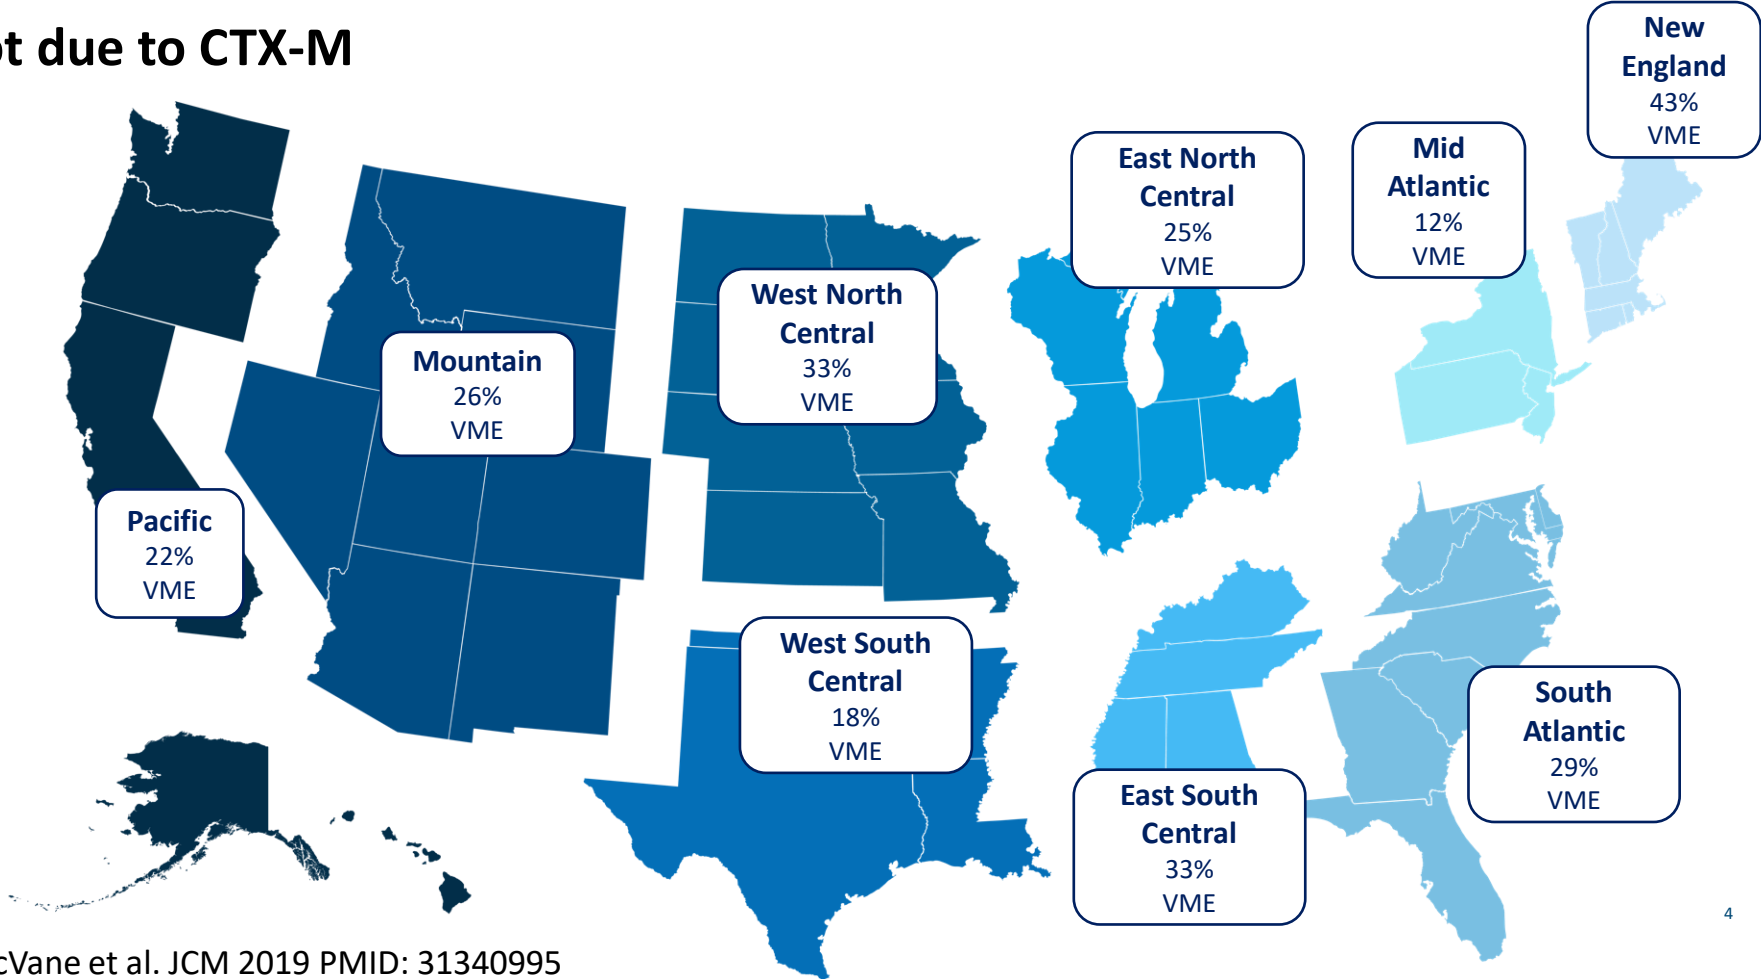 due to CTX-M
New
England
43%
VME
Mid
Atlantic
12%
VME
East North
Central
25%
VME
West North
Central
33%
VME
Mountain
26%
VME
Pacific
22%
VME
West South
Central
18%
VME
East South
Central
33%
VME
South
Atlantic
29%
VME
4
et al. JCM 2019 PMID: 31340995